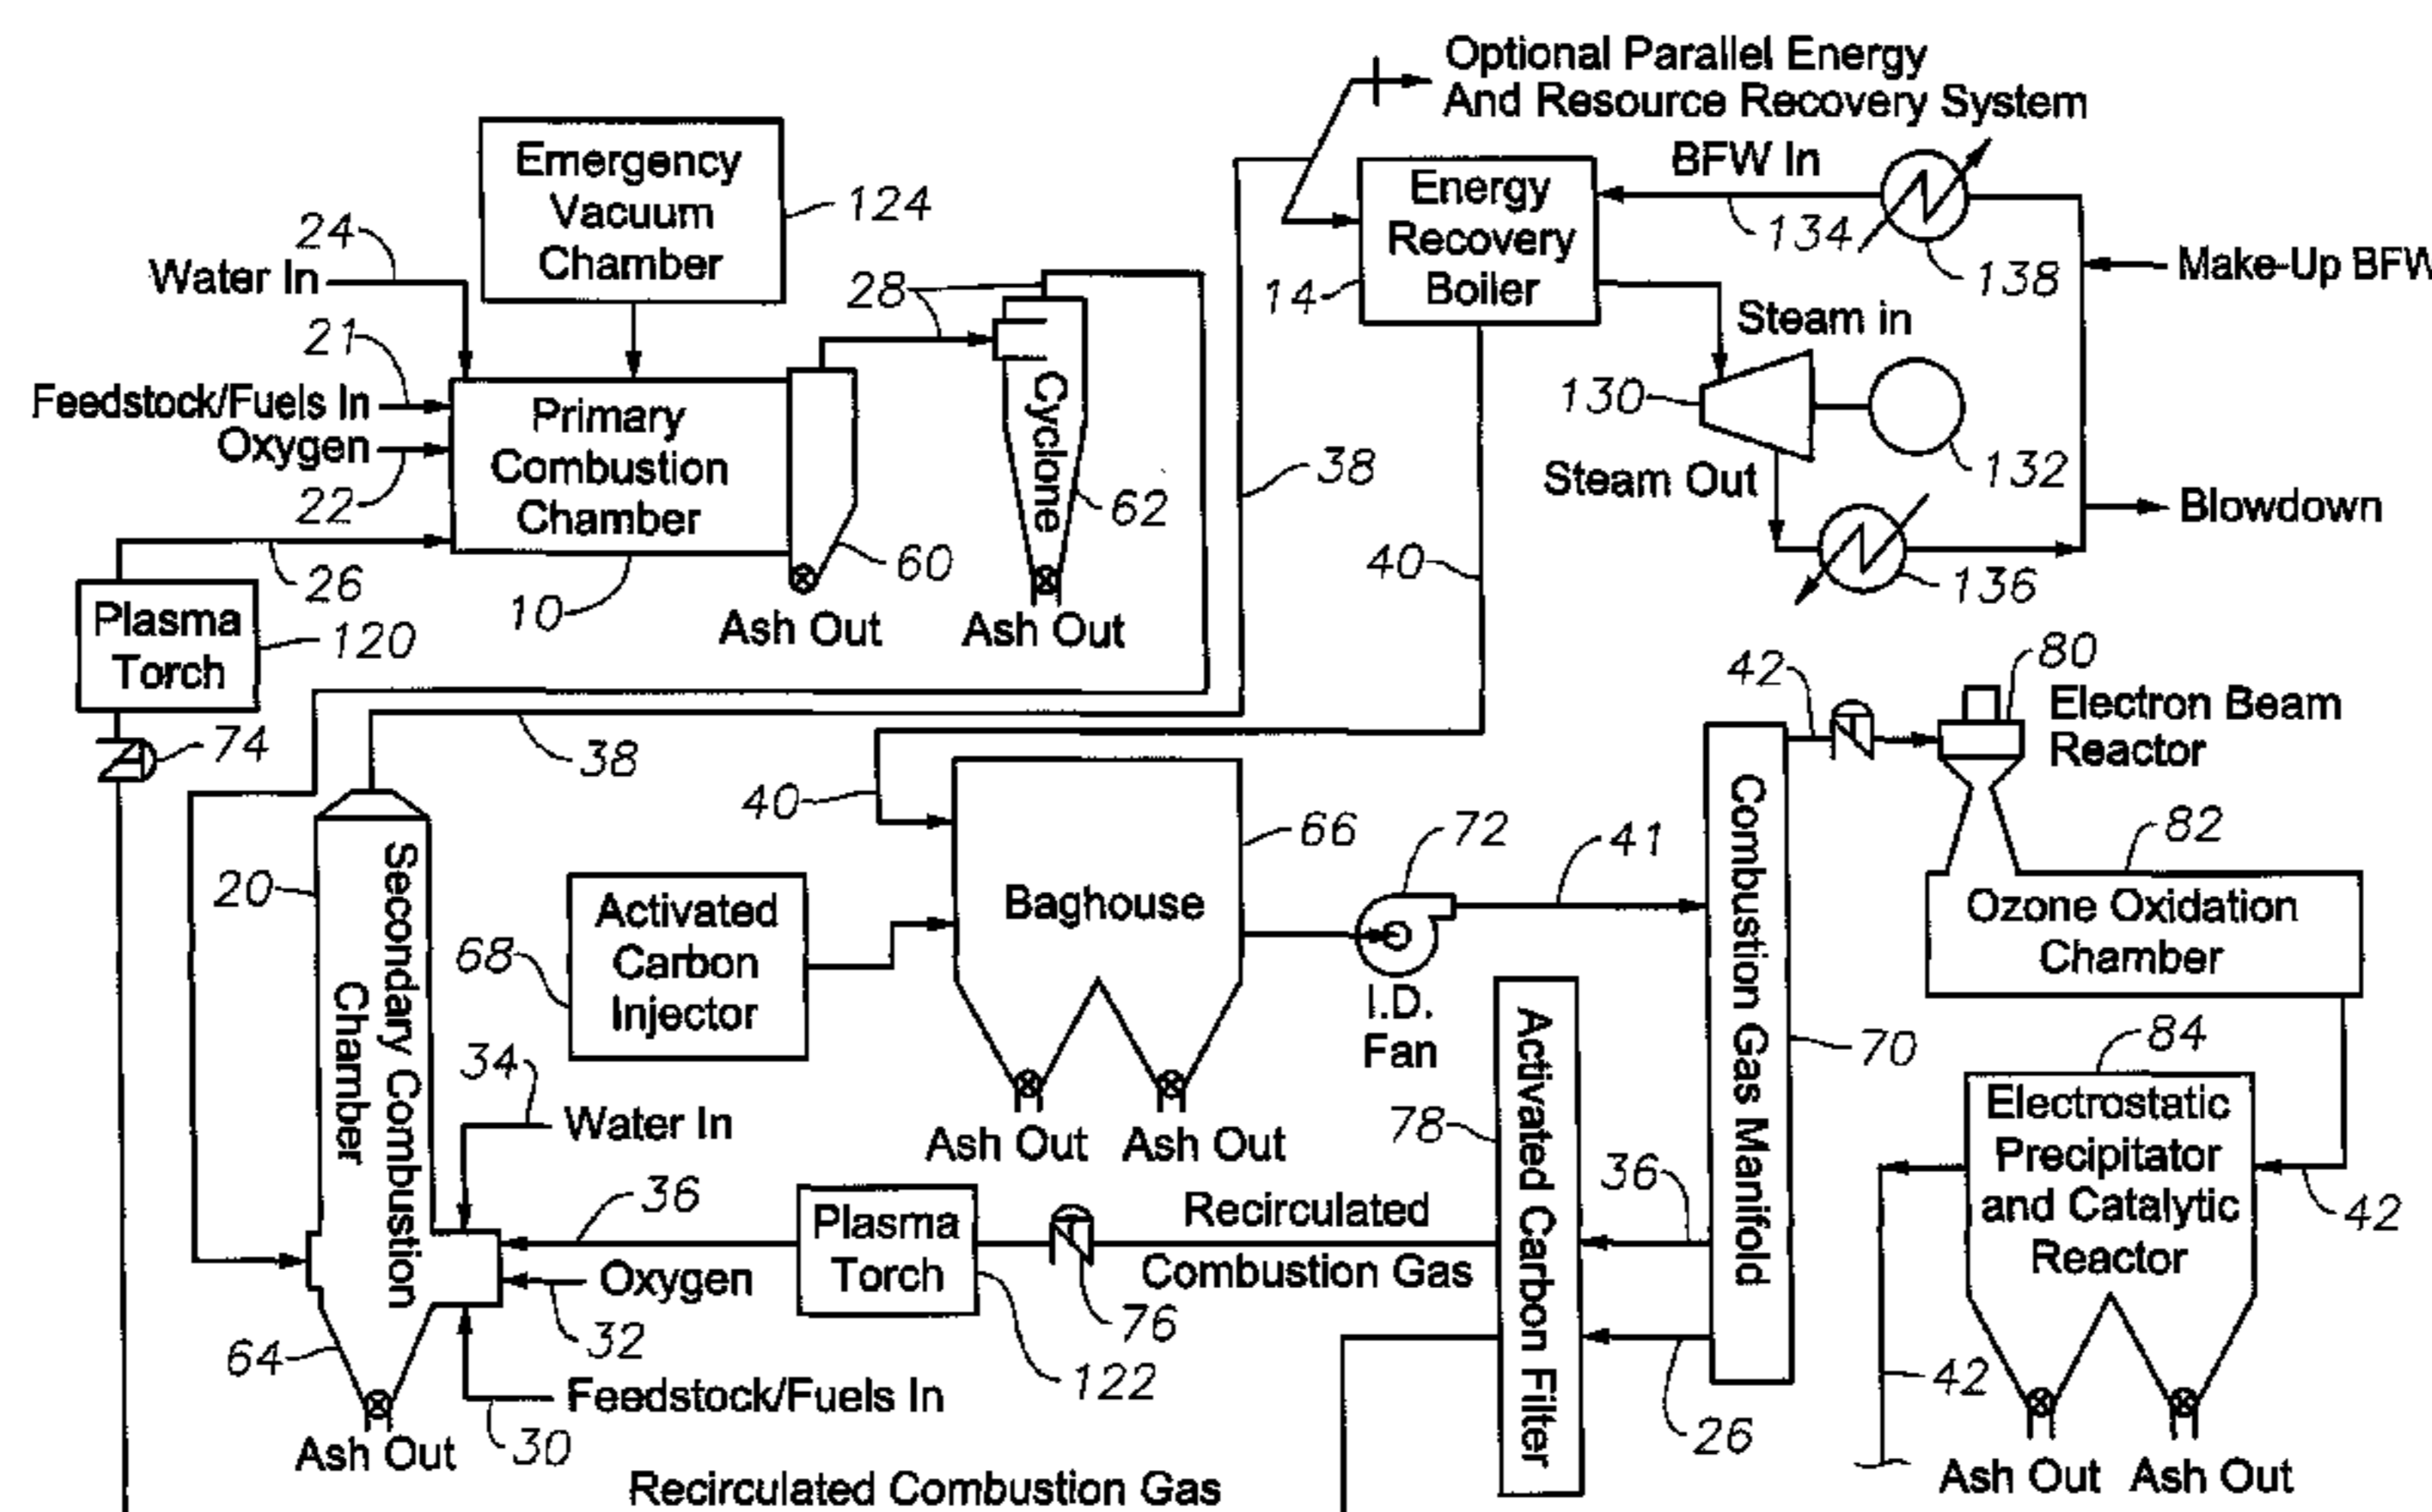 Optional Parallel Energy
And Resource Recovery System
Emergency
Vacuum
Chamber
124
24
Water In
21
Feedstock/Fuels In
Oxygen
22
28
Primary
Combustion
Chamber
Cyclone
62
60
10
26
Ash Out
Ash Out
Plasma
Torch
120
74
BFW In
Energy
Recovery
Boiler
14
134
138
Make-Up BFW
Steam in
130
132
Steam Out
Blowdown
136
38
40
38
40
42
80
Electron Beam
Reactor
20
Secondary Combustion
Chamber
Activated
Carbon
Injector
68
Baghouse
66
72
I.D.
Fan
41
Combustion Gas Manifold
70
82
Ozone Oxidation
Chamber
84
Electrostatic
Precipitator
and Catalytic
Reactor
42
42
34
Water In
Ash Out
Ash Out
78
Activated Carbon Filter
36
36
Plasma
Torch
122
Recirculated
Combustion Gas
76
Oxygen
32
64
Feedstock/Fuels In
30
26
Ash Out
Ash Out
Ash Out
Recirculated Combustion Gas